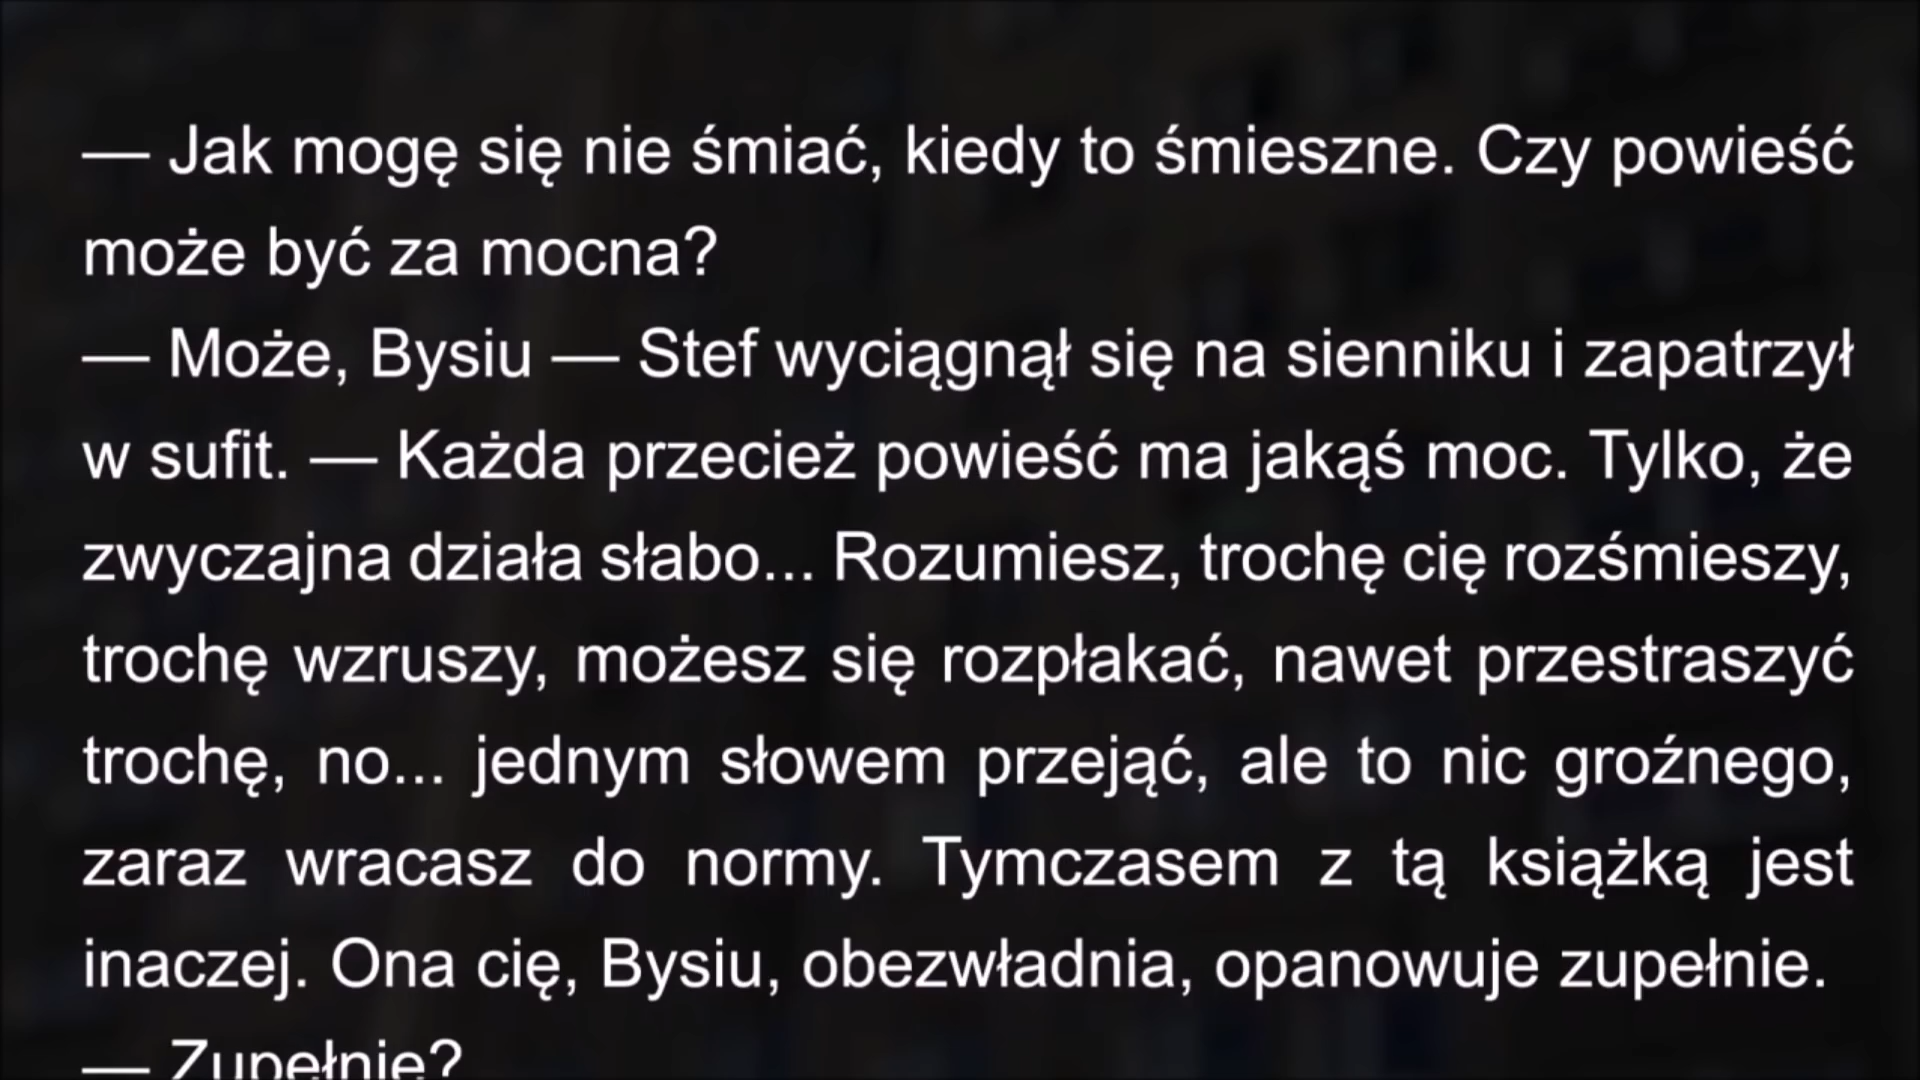 — Jak mogę się nie śmiać, kiedy to śmieszne. Czy powieść
może być za mocna?
— Może, Bysiu — Stef wyciągnął się na sienniku i zapatrzył
w sufit. — Każda przecież powieść ma jakąś moc. Tylko, że
zwyczajna działa słabo... Rozumiesz, trochę cię rozśmieszy,
trochę wzruszy, możesz się rozpłakać, nawet przestraszyć
trochę, no... jednym słowem przejąć, ale to nic groźnego,
zaraz wracasz do normy. Tymczasem z tą książką jest
inaczej. Ona cię, Bysiu, obezwładnia, opanowuje zupełnie.
— Zupełnie?